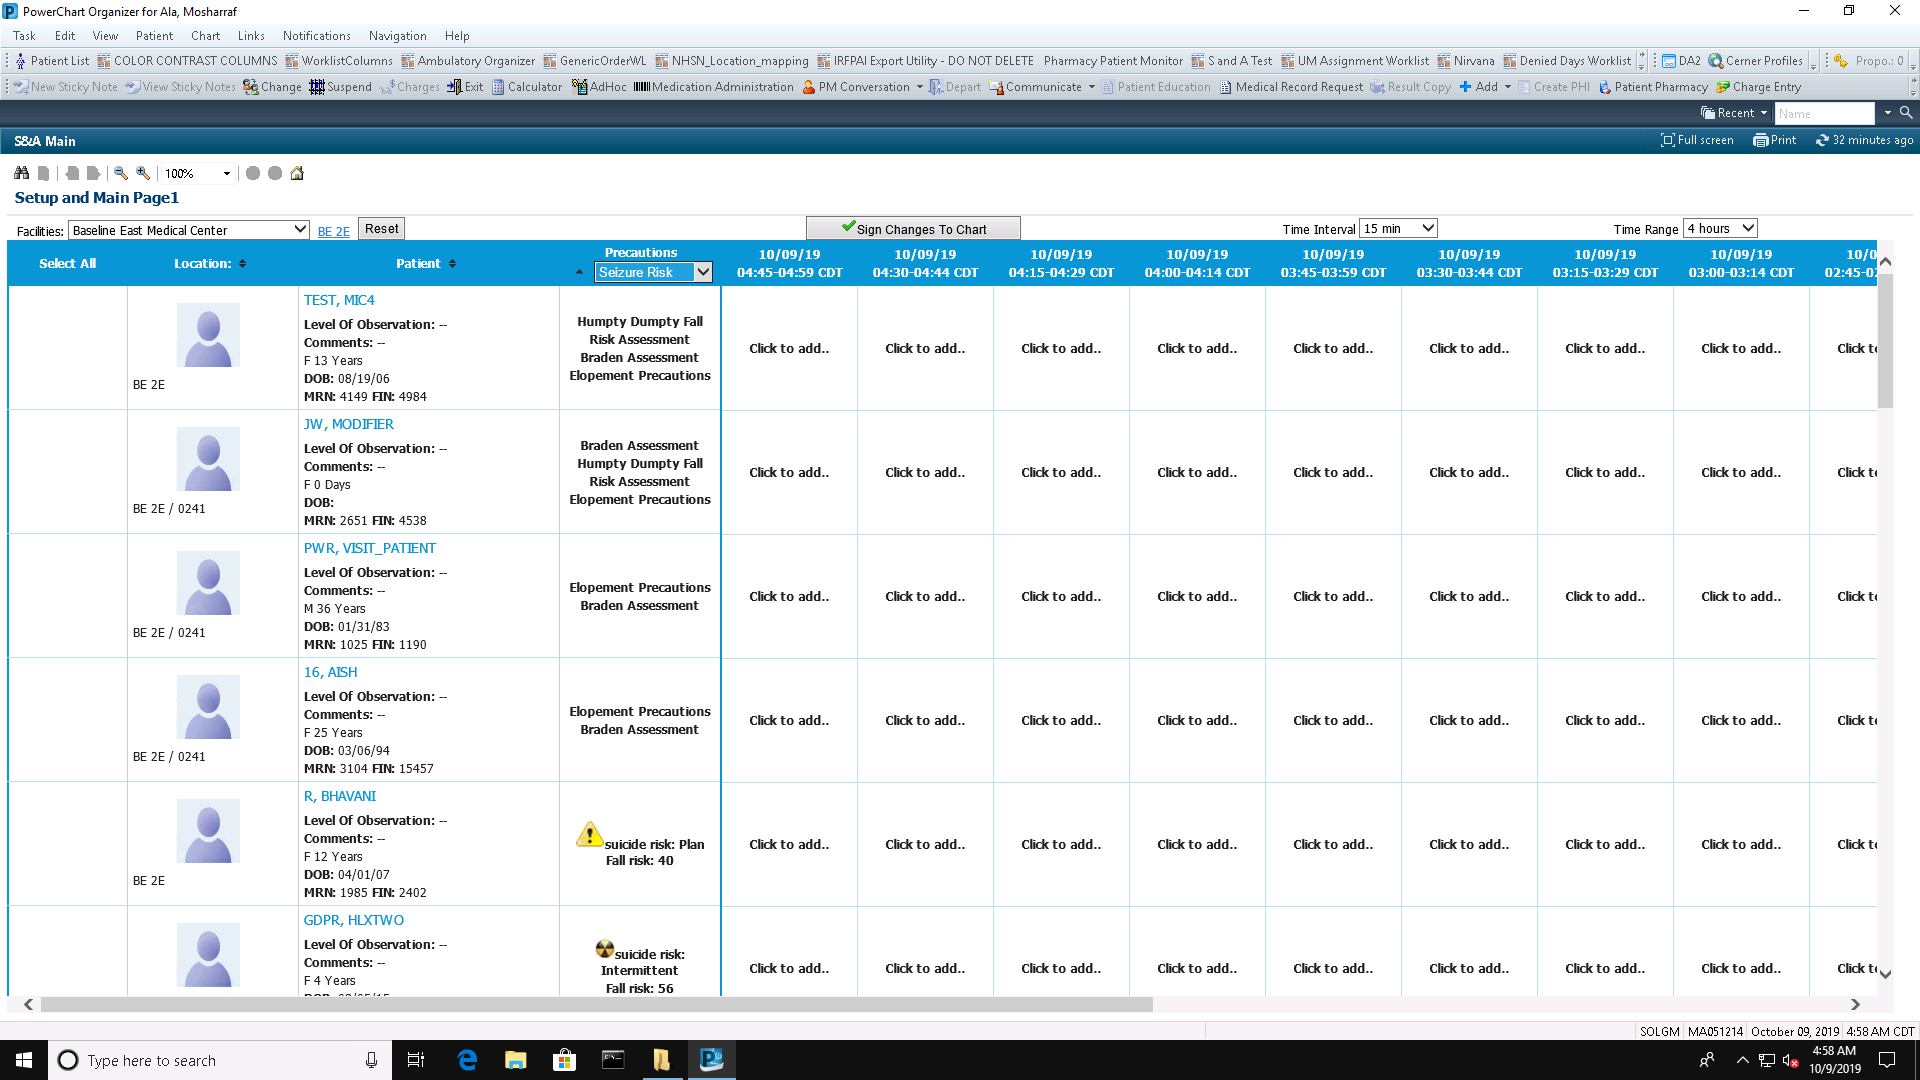 PowerChart Organizer for Ala, Mosharraf
Task Edit View Patient Chart Links Notifications Navigation Help
Patient List COLOR CONTRAST COLUMNS WorklistColumns Ambulatory Organizer GenericOrderWL NHSN_Location_mapping IRFPAI Export Utility - DO NOT DELETE Pharmacy Patient Monitor S and A Test UM Assignment Worklist Nirvana Denied Days Worklist DA2 Cerner Profiles Propo.: 0
New Sticky Note View Sticky Notes Change Suspend Charges Exit Calculator AdHoc Medication Administration PM Conversation Depart Communicate Patient Education Medical Record Request Result Copy Add Create PHI Patient Pharmacy Charge Entry
Recent Name
S&A Main Full screen Print 32 minutes ago
100%
Setup and Main Page1
Facilities: Baseline East Medical Center BE 2E Reset Sign Changes To Chart Time Interval 15 min Time Range 4 hours
Select All Location: Patient Precautions Seizure Risk
10/09/19 10/09/19 10/09/19 10/09/19 10/09/19 10/09/19 10/09/19 10/09/19 10/0
04:45-04:59 CDT 04:30-04:44 CDT 04:15-04:29 CDT 04:00-04:14 CDT 03:45-03:59 CDT 03:30-03:44 CDT 03:15-03:29 CDT 03:00-03:14 CDT 02:45-0
BE 2E
TEST, MIC4
Level Of Observation: --
Comments: --
F 13 Years
DOB: 08/19/06
MRN: 4149 FIN: 4984
Humpty Dumpty Fall
Risk Assessment
Braden Assessment
Elopement Precautions
Click to add.. Click to add.. Click to add.. Click to add.. Click to add.. Click to add.. Click to add.. Click to add.. Click t
BE 2E / 0241
JW, MODIFIER
Level Of Observation: --
Comments: --
F 0 Days
DOB:
MRN: 2651 FIN: 4538
Braden Assessment
Humpty Dumpty Fall
Risk Assessment
Elopement Precautions
Click to add.. Click to add.. Click to add.. Click to add.. Click to add.. Click to add.. Click to add.. Click to add.. Click t
BE 2E / 0241
PWR, VISIT_PATIENT
Level Of Observation: --
Comments: --
M 36 Years
DOB: 01/31/83
MRN: 1025 FIN: 1190
Elopement Precautions
Braden Assessment
Click to add.. Click to add.. Click to add.. Click to add.. Click to add.. Click to add.. Click to add.. Click to add.. Click t
BE 2E / 0241
16, AISH
Level Of Observation: --
Comments: --
F 25 Years
DOB: 03/06/94
MRN: 3104 FIN: 15457
Elopement Precautions
Braden Assessment
Click to add.. Click to add.. Click to add.. Click to add.. Click to add.. Click to add.. Click to add.. Click to add.. Click t
BE 2E
R, BHAVANI
Level Of Observation: --
Comments: --
F 12 Years
DOB: 04/01/07
MRN: 1985 FIN: 2402
suicide risk: Plan
Fall risk: 40
Click to add.. Click to add.. Click to add.. Click to add.. Click to add.. Click to add.. Click to add.. Click to add.. Click t
GDPR, HLXTWO
Level Of Observation: --
Comments: --
F 4 Years
suicide risk:
Intermittent
Fall risk: 56
Click to add.. Click to add.. Click to add.. Click to add.. Click to add.. Click to add.. Click to add.. Click to add.. Click t
SOLGM MA051214 October 09, 2019 4:58 AM CDT
Type here to search
4:58 AM
10/9/2019